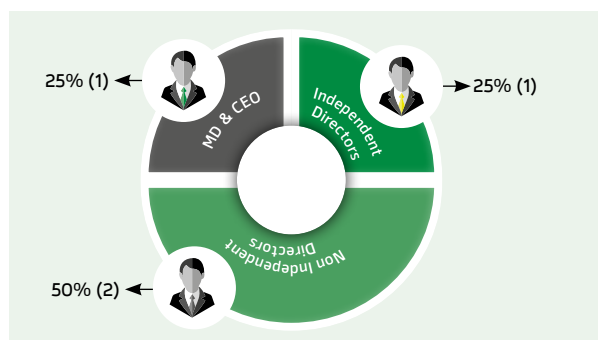 25% (1)
MD & CEO
Independent
Directors
25% (1)
Non Independent
Directors
50% (2)